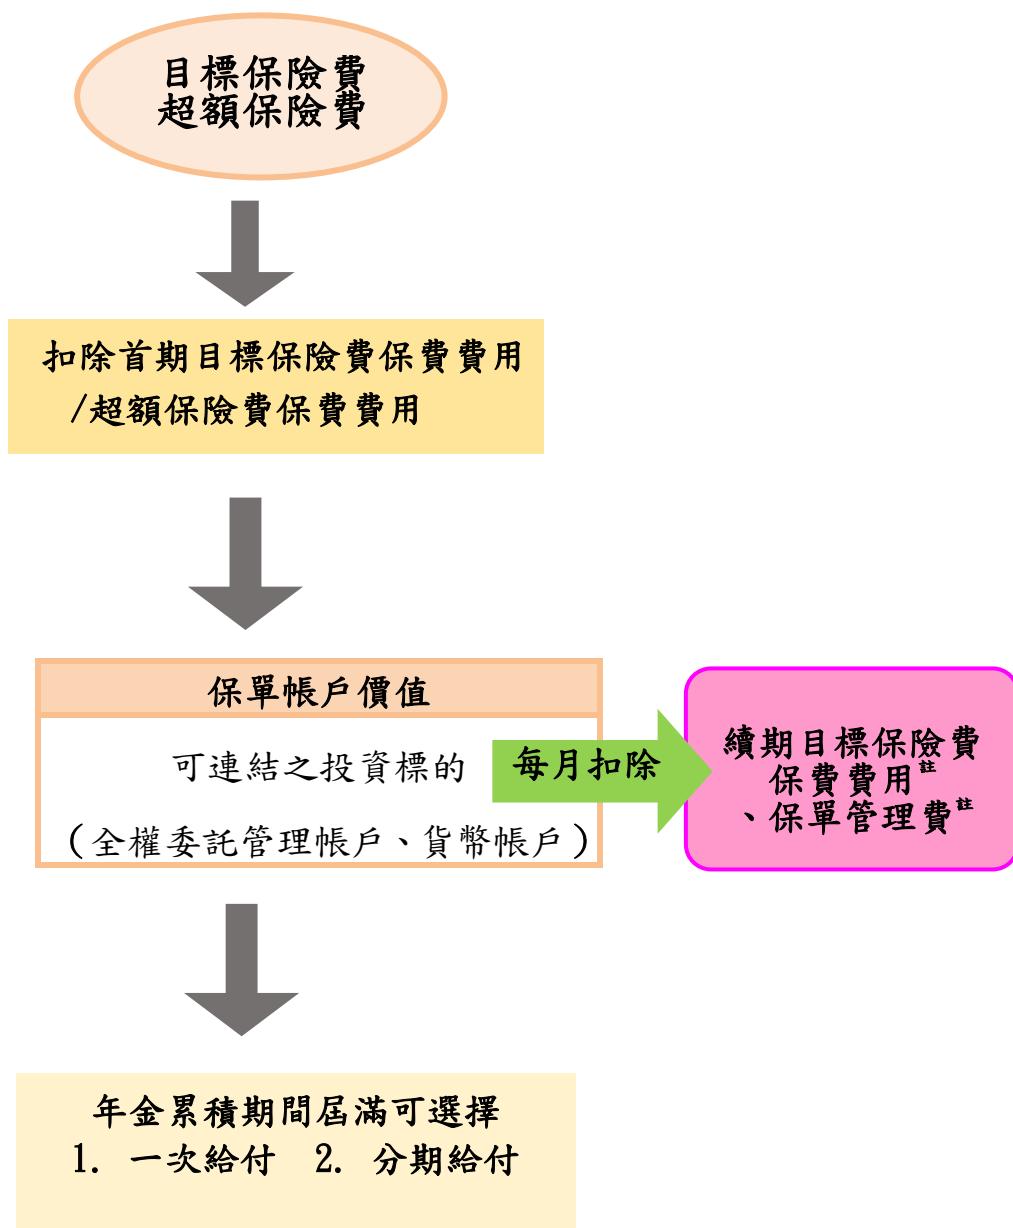 目標保險費
超額保險費
扣除首期目標保險費保費費用
/超額保險費保費費用
保單帳戶價值
可連結之投資標的
(全權委託管理帳戶、貨幣帳戶)
每月扣除
續期目標保險費
保費費用註
、保單管理費註
年金累積期間屆滿可選擇
1. 一次給付 2. 分期給付